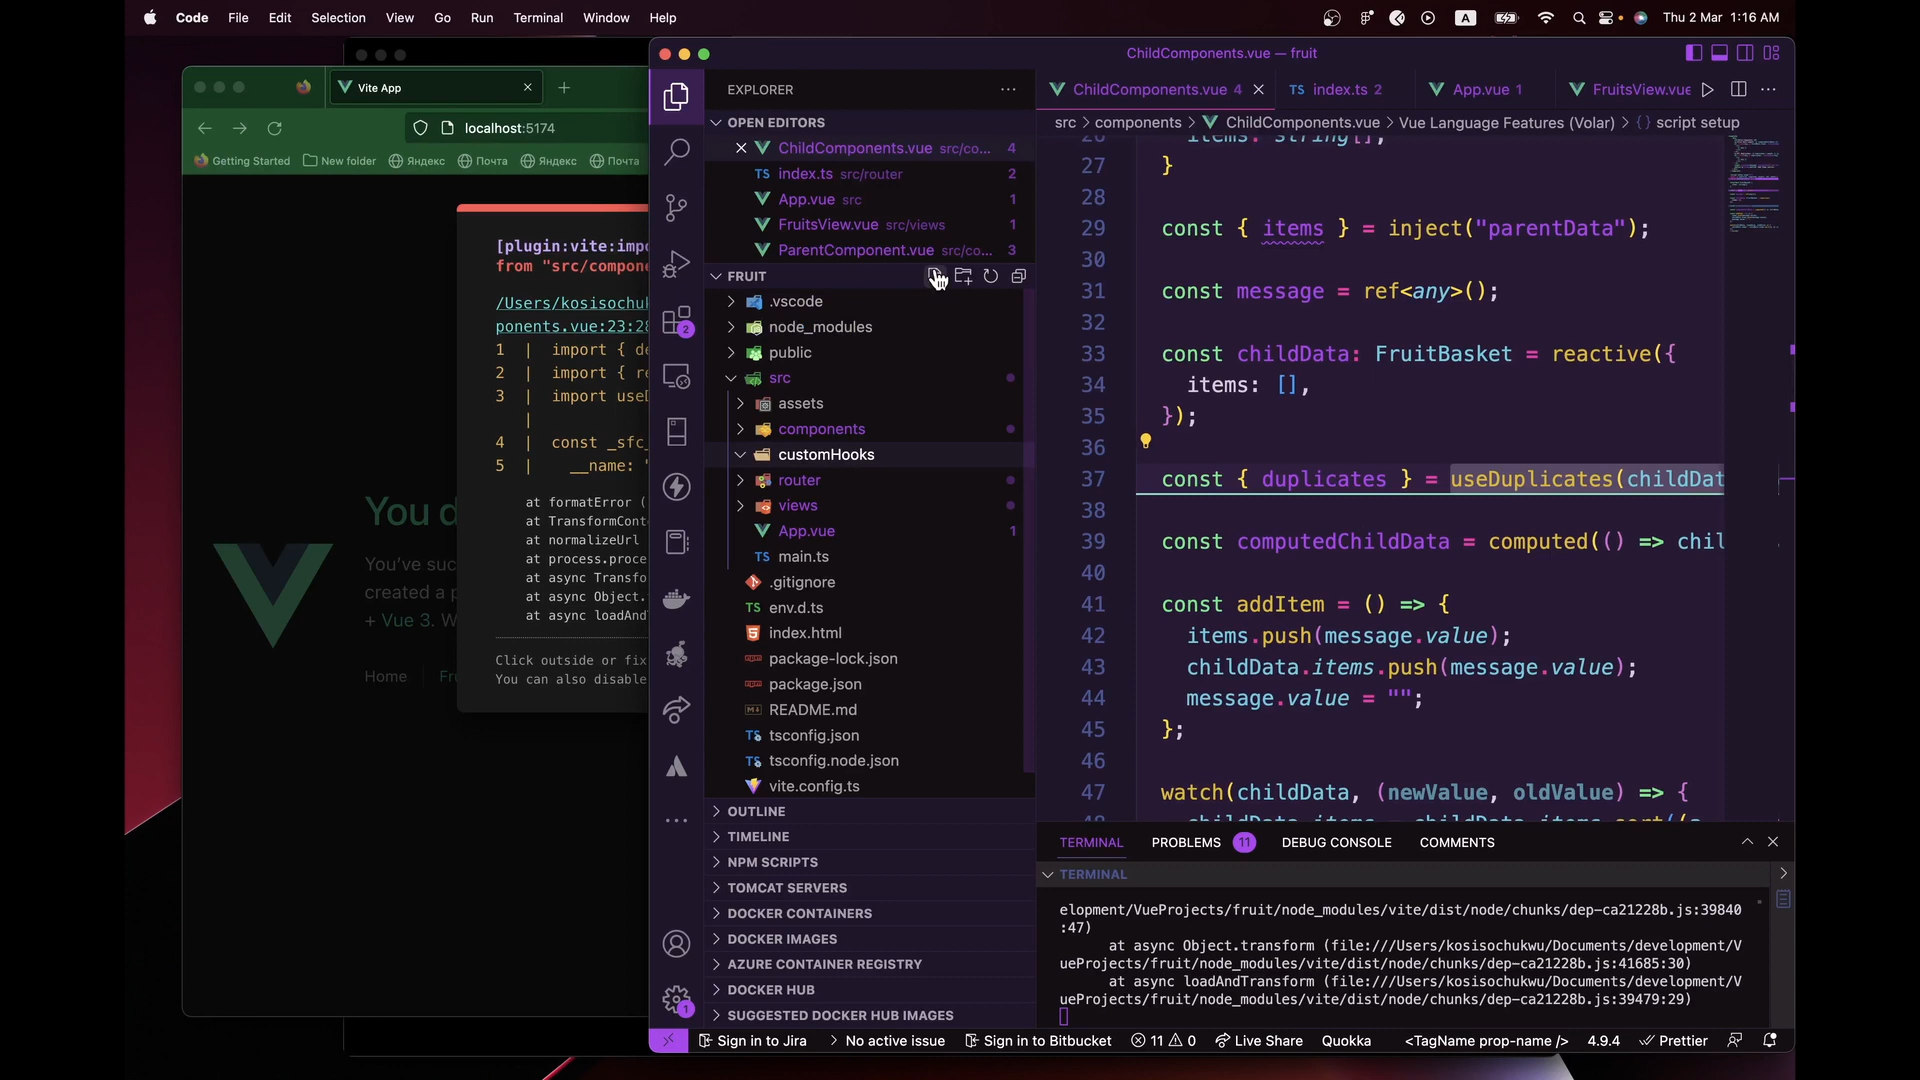 Code File Edit Selection View Go Run Terminal Window Help
A
Thu 2 Mar 1:16 AM
Vite App
localhost:5174
Getting Started New folder Яндекс Почта Яндекс Почта
[plugin:vite:impo
from "src/compone
/Users/kosisochuk
ponents.vue:23:28
1 | import { de
2 | import { re
3 | import useD
|
4 | const _sfc_
5 | __name: "
at formatError (
at TransformCont
at normalizeUrl
at process.proce
at async Transfo
at async Object.
at async loadAnd
Click outside or fix
You can also disable
You d
You've suc
created a p
+ Vue 3. W
Home Fru
ChildComponents.vue — fruit
EXPLORER
OPEN EDITORS
ChildComponents.vue src/co... 4
index.ts src/router 2
App.vue src 1
FruitsView.vue src/views 1
ParentComponent.vue src/co... 3
FRUIT
.vscode
node_modules
public
src
assets
components
customHooks
router
views
App.vue 1
main.ts
.gitignore
env.d.ts
index.html
package-lock.json
package.json
README.md
tsconfig.json
tsconfig.node.json
vite.config.ts
OUTLINE
TIMELINE
NPM SCRIPTS
TOMCAT SERVERS
DOCKER CONTAINERS
DOCKER IMAGES
AZURE CONTAINER REGISTRY
DOCKER HUB
SUGGESTED DOCKER HUB IMAGES
2
1
ChildComponents.vue 4 TS index.ts 2 App.vue 1 FruitsView.vue
src > components > ChildComponents.vue > Vue Language Features (Volar) > {} script setup
26 items: string[];
27 }
28
29 const { items } = inject("parentData");
30
31 const message = ref<any>();
32
33 const childData: FruitBasket = reactive({
34 items: [],
35 });
36
37 const { duplicates } = useDuplicates(childDat
38
39 const computedChildData = computed(() => chil
40
41 const addItem = () => {
42 items.push(message.value);
43 childData.items.push(message.value);
44 message.value = "";
45 };
46
47 watch(childData, (newValue, oldValue) => {
TERMINAL PROBLEMS 11 DEBUG CONSOLE COMMENTS
TERMINAL
elopment/VueProjects/fruit/node_modules/vite/dist/node/chunks/dep-ca21228b.js:39840
:47)
at async Object.transform (file:///Users/kosisochukwu/Documents/development/V
ueProjects/fruit/node_modules/vite/dist/node/chunks/dep-ca21228b.js:41685:30)
at async loadAndTransform (file:///Users/kosisochukwu/Documents/development/V
ueProjects/fruit/node_modules/vite/dist/node/chunks/dep-ca21228b.js:39479:29)
Sign in to Jira > No active issue Sign in to Bitbucket 11 0 Live Share Quokka <TagName prop-name /> 4.9.4 Prettier